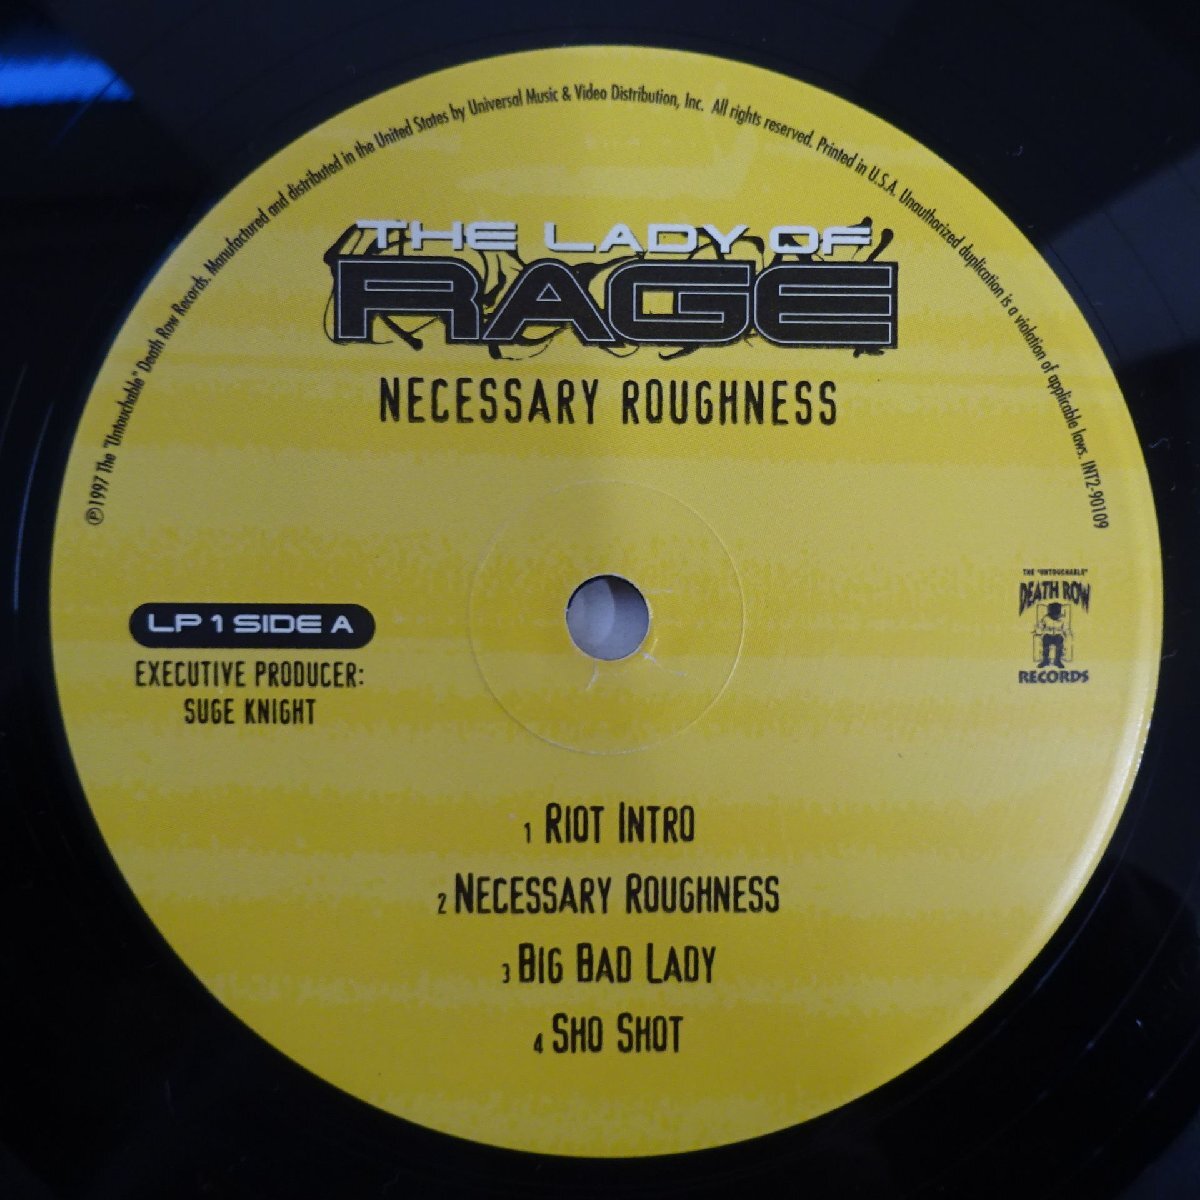 ℗1997 The "Untouchable" Death Row Records. Manufactured and distributed in the United States by Universal Music & Video Distribution, Inc. All rights reserved. Printed in U.S.A. Unauthorized duplication is a violation of applicable laws. INT2-90109
THE LADY OF
RAGE
NECESSARY ROUGHNESS
THE "UNTOUCHABLE"
DEATH ROW
RECORDS
LP 1 SIDE A
EXECUTIVE PRODUCER:
SUGE KNIGHT
1 RIOT INTRO
2 NECESSARY ROUGHNESS
3 BIG BAD LADY
4 SHO SHOT